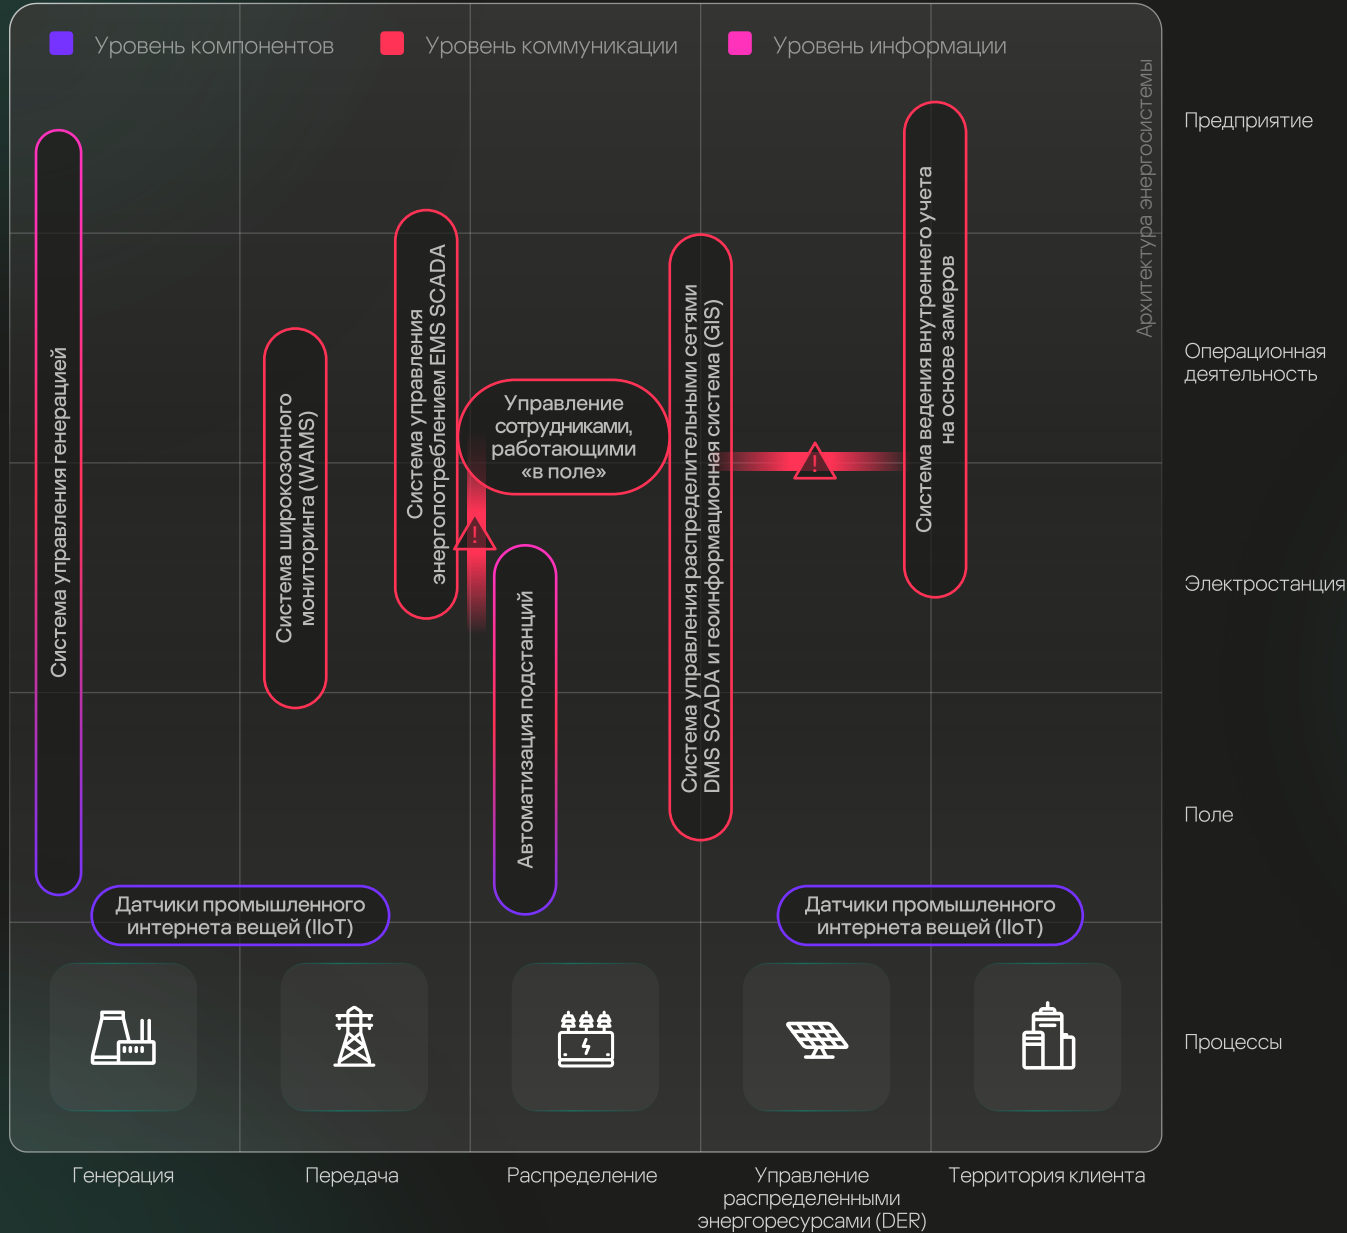 Уровень компонентов
Уровень коммуникации
Уровень информации
Архитектура энергосистемы
Предприятие
Операционная
деятельность
Электростанция
Поле
Процессы
Система управления генерацией
Система широкозонного
мониторинга (WAMS)
Система управления
энергопотреблением EMS SCADA
Управление
сотрудниками,
работающими
«в поле»
Автоматизация подстанций
Система управления распределительными сетями
DMS SCADA и геоинформационная система (GIS)
Система ведения внутреннего учета
на основе замеров
!
!
Датчики промышленного
интернета вещей (IIoT)
Датчики промышленного
интернета вещей (IIoT)
Генерация
Передача
Распределение
Управление
распределенными
энергоресурсами (DER)
Территория клиента